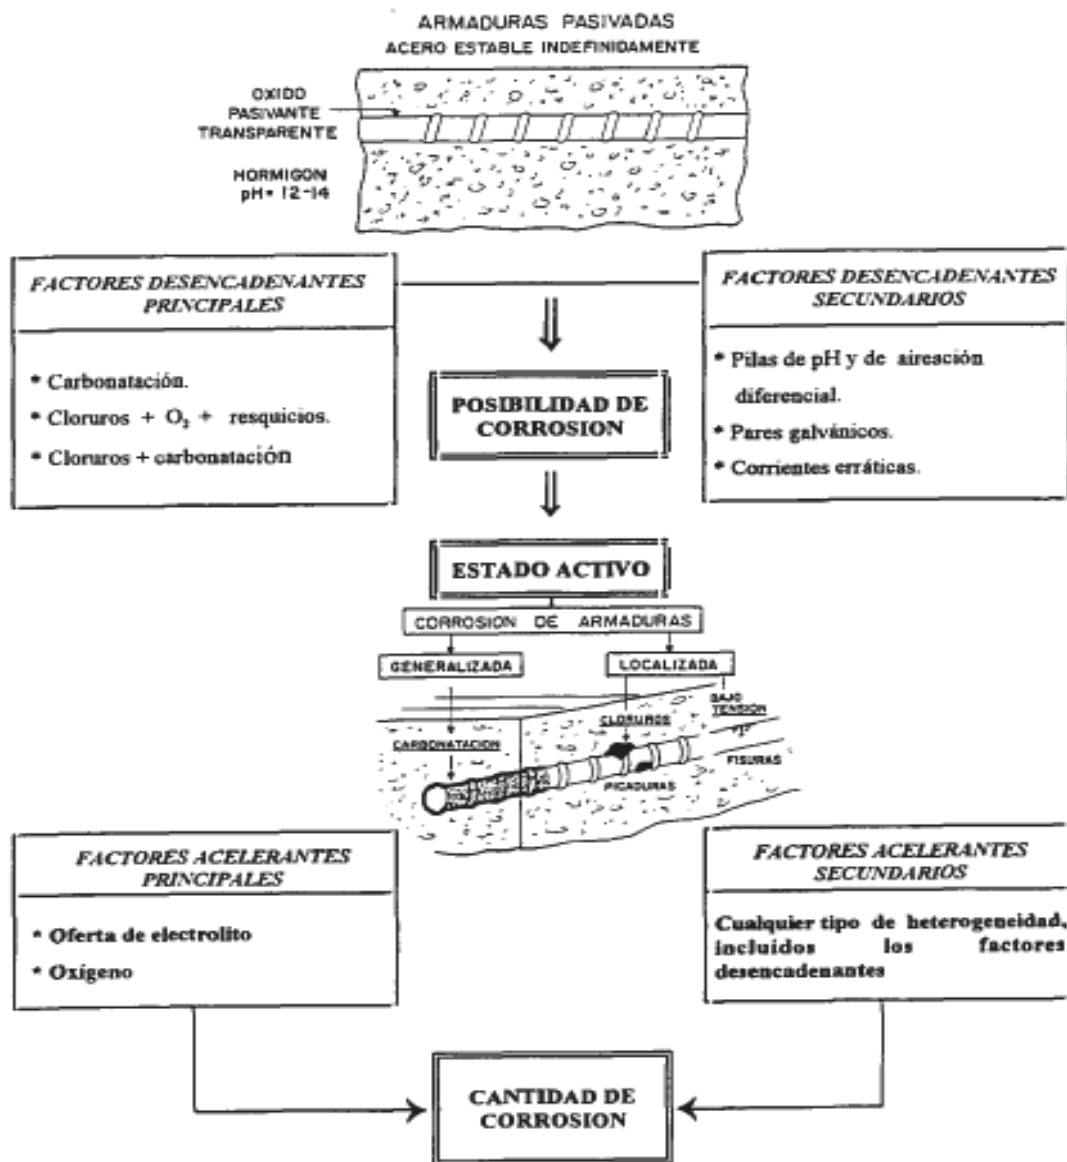 ARMADURAS PASIVADAS
ACERO ESTABLE INDEFINIDAMENTE
OXIDO
PASIVANTE
TRANSPARENTE
HORMIGON
pH= 12-14
FACTORES DESENCADENANTES
PRINCIPALES
* Carbonatación.
* Cloruros + O₂ + resquicios.
* Cloruros + carbonatación
FACTORES DESENCADENANTES
SECUNDARIOS
* Pilas de pH y de aireación
diferencial.
* Pares galvánicos.
* Corrientes erráticas.
POSIBILIDAD DE
CORROSION
ESTADO ACTIVO
CORROSION DE ARMADURAS
GENERALIZADA
LOCALIZADA
BAJO
TENSION
CLORUROS
CARBONATACION
FISURAS
PICADURAS
FACTORES ACELERANTES
PRINCIPALES
* Oferta de electrolito
* Oxígeno
FACTORES ACELERANTES
SECUNDARIOS
Cualquier tipo de heterogeneidad,
incluidos los factores
desencadenantes
CANTIDAD DE
CORROSION